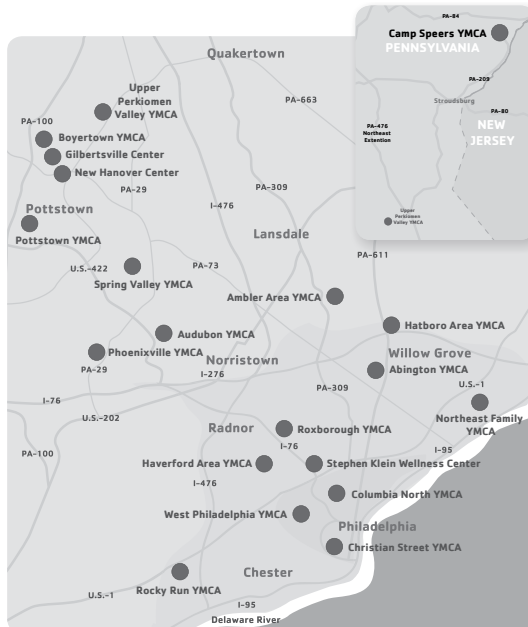 PA-84
Camp Speers YMCA
PENNSYLVANIA
PA-209
Stroudsburg
PA-80
PA-476
Northeast
Extention
NEW
JERSEY
Upper
Perkiomen
Valley YMCA
Quakertown
Upper
Perkiomen
Valley YMCA
PA-663
PA-100
Boyertown YMCA
Gilbertsville Center
New Hanover Center
PA-29
PA-309
I-476
Pottstown
Pottstown YMCA
Lansdale
PA-611
U.S.-422
PA-73
Spring Valley YMCA
Ambler Area YMCA
Hatboro Area YMCA
Audubon YMCA
Phoenixville YMCA
Norristown
Willow Grove
PA-29
I-276
Abington YMCA
PA-309
U.S.-1
I-76
Northeast Family
YMCA
U.S.-202
Radnor
Roxborough YMCA
I-76
I-95
PA-100
Haverford Area YMCA
Stephen Klein Wellness Center
I-476
Columbia North YMCA
West Philadelphia YMCA
Philadelphia
Christian Street YMCA
Chester
Rocky Run YMCA
U.S.-1
I-95
Delaware River